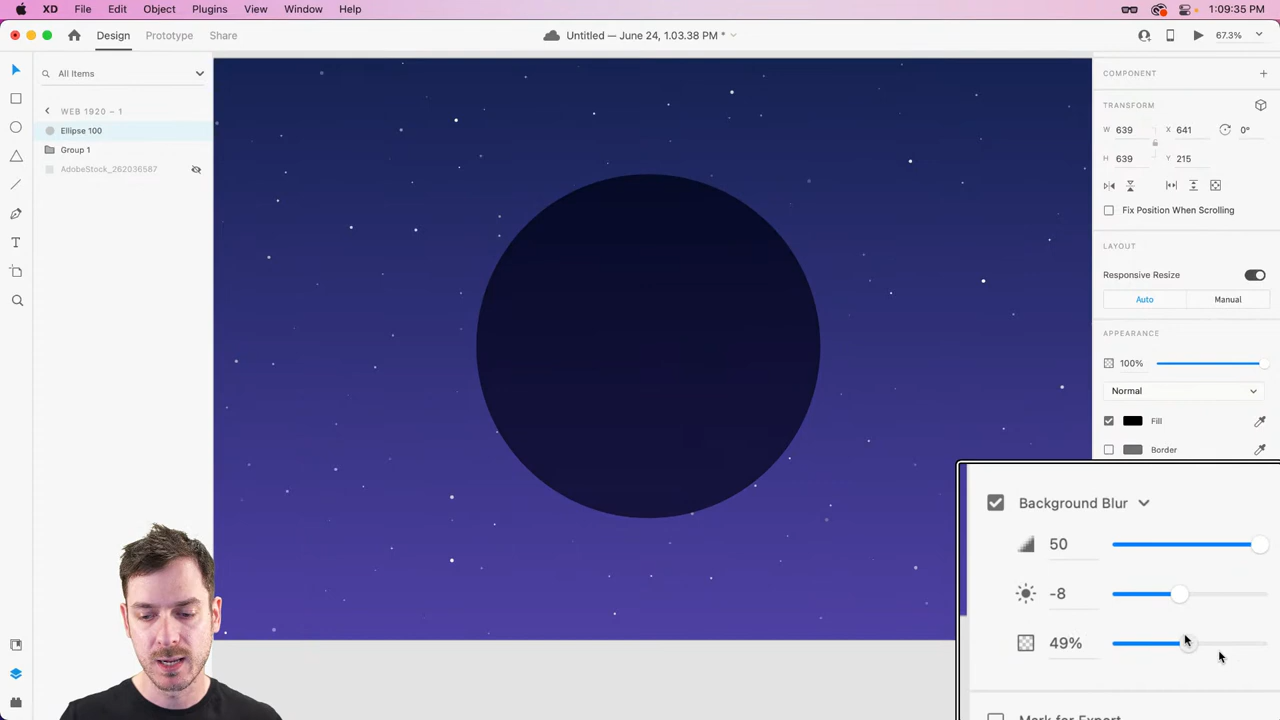 XD File Edit Object Plugins View Window Help 1:09:35 PM
Design Prototype Share Untitled — June 24, 1.03.38 PM * 67.3%
All Items
WEB 1920 – 1
Ellipse 100
Group 1
AdobeStock_262036587
COMPONENT
TRANSFORM
W 639 X 641 0°
H 639 Y 215
Fix Position When Scrolling
LAYOUT
Responsive Resize
Auto Manual
APPEARANCE
100%
Normal
Fill
Border
Background Blur
50
-8
49%
Mark for Export
T